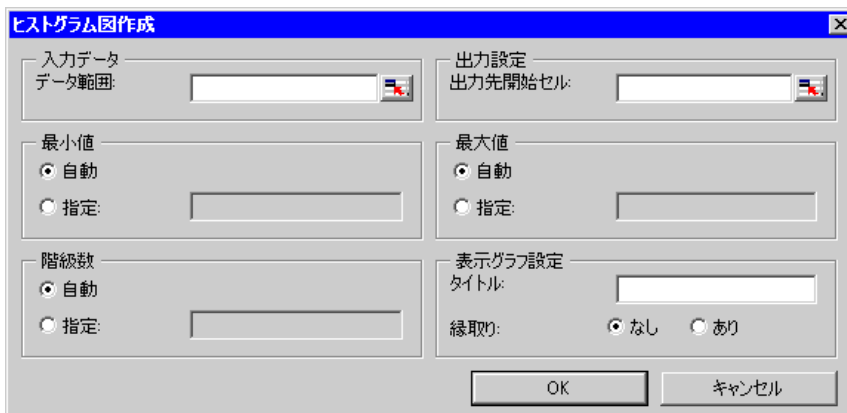 ヒストグラム図作成
入力データ
データ範囲:
出力設定
出力先開始セル:
最小値
自動
指定:
最大値
自動
指定:
階級数
自動
指定:
表示グラフ設定
タイトル:
縁取り: なし あり
OK キャンセル